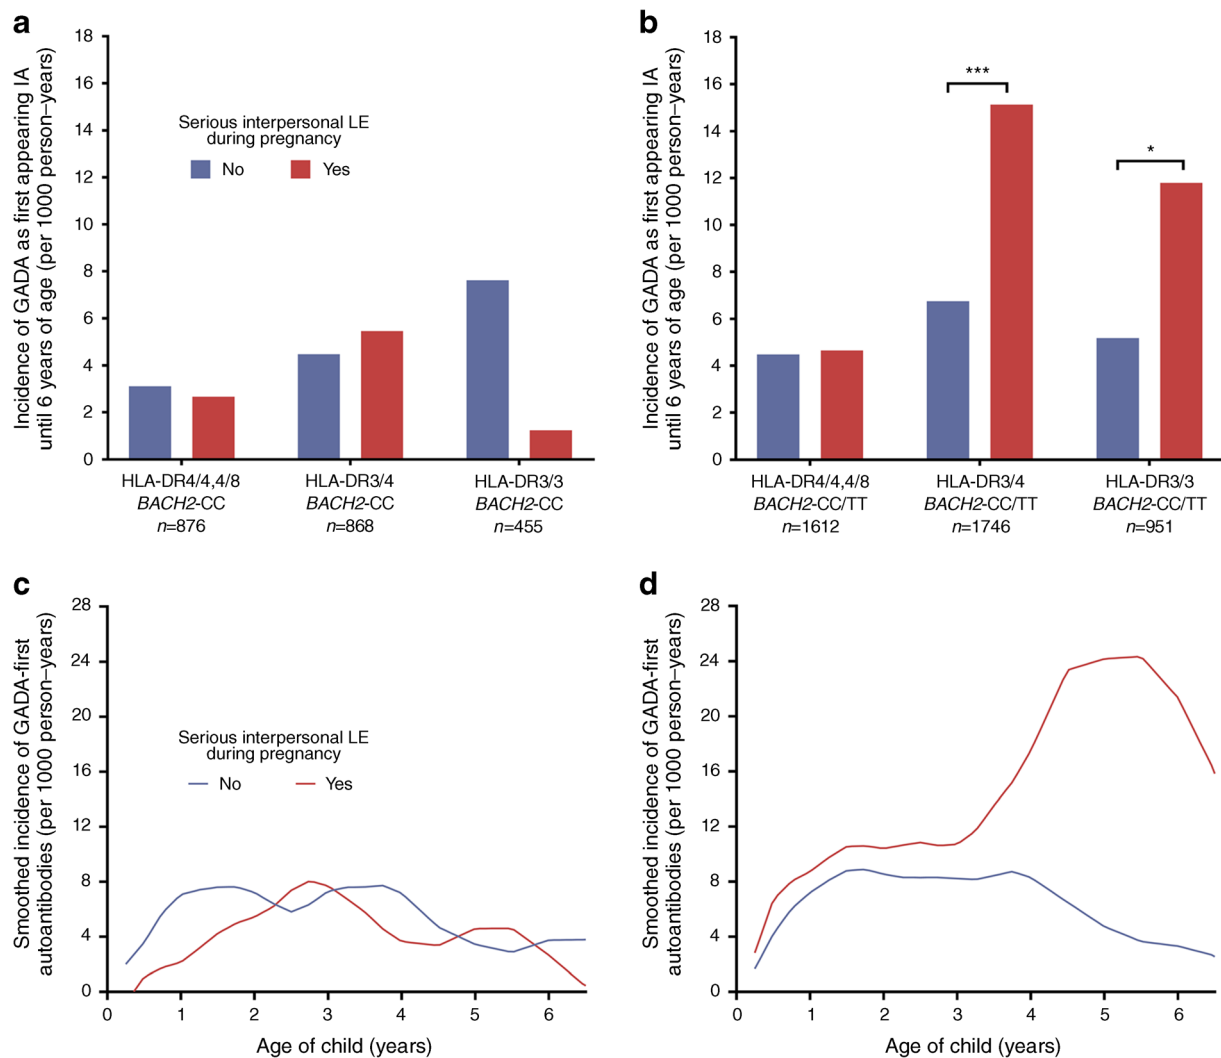 a
Incidence of GADA as first appearing IA
until 6 years of age (per 1000 person–years)
18
16
14
12
10
8
6
4
2
0
Serious interpersonal LE
during pregnancy
No
Yes
HLA-DR4/4,4/8
BACH2-CC
n=876
HLA-DR3/4
BACH2-CC
n=868
HLA-DR3/3
BACH2-CC
n=455
b
Incidence of GADA as first appearing IA
until 6 years of age (per 1000 person–years)
18
16
14
12
10
8
6
4
2
0
***
*
HLA-DR4/4,4/8
BACH2-CC/TT
n=1612
HLA-DR3/4
BACH2-CC/TT
n=1746
HLA-DR3/3
BACH2-CC/TT
n=951
c
Smoothed incidence of GADA-first
autoantibodies (per 1000 person–years)
28
24
20
16
12
8
4
0
Serious interpersonal LE
during pregnancy
No
Yes
0 1 2 3 4 5 6
Age of child (years)
d
Smoothed incidence of GADA-first
autoantibodies (per 1000 person–years)
28
24
20
16
12
8
4
0
0 1 2 3 4 5 6
Age of child (years)